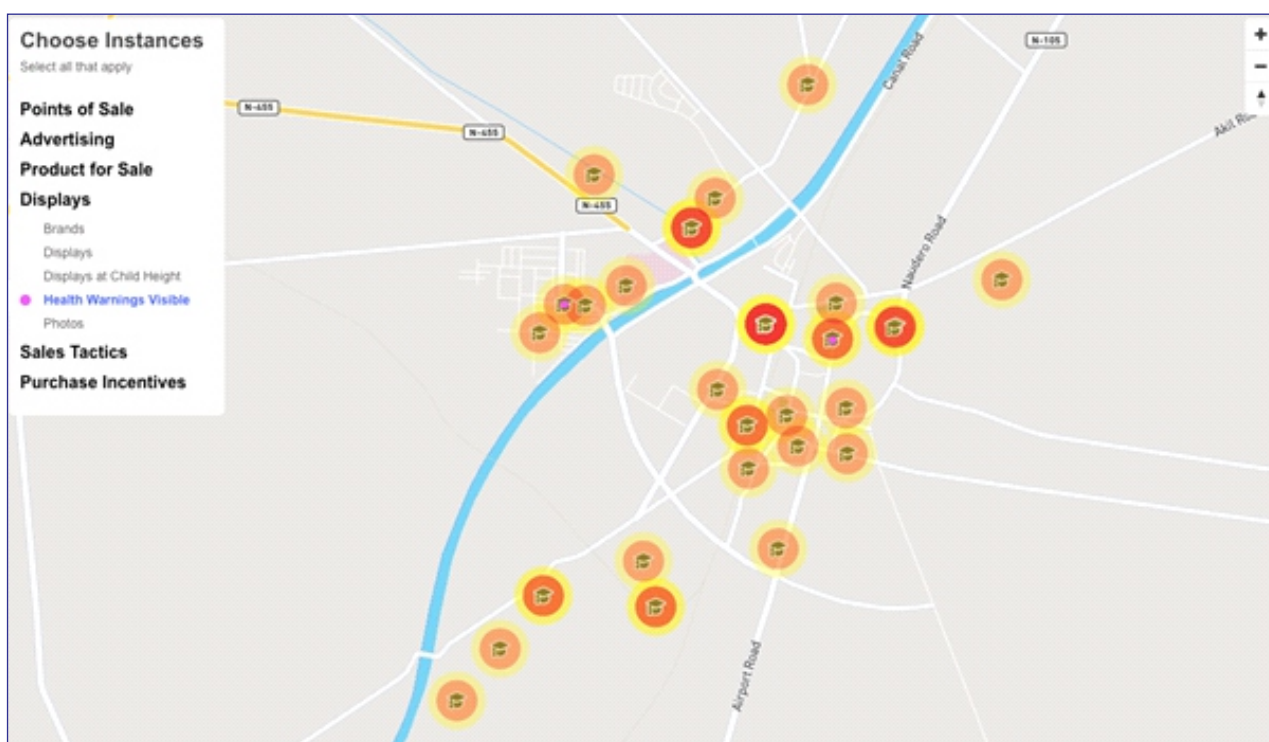 Choose Instances
Select all that apply
Points of Sale
Advertising
Product for Sale
Displays
Brands
Displays
Displays at Child Height
Health Warnings Visible
Photos
Sales Tactics
Purchase Incentives
N-455
N-455
N-455
N-105
Canal Road
Akil
Naudero Road
Airport Road
+
−